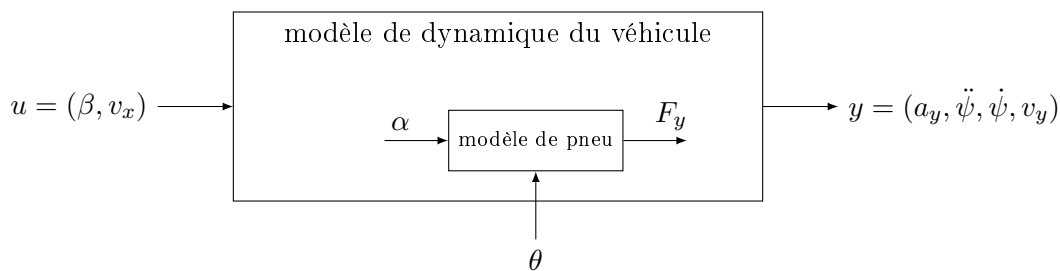 modèle de dynamique du véhicule
u = (β, v_x)
y = (a_y, ψ̈, ψ̇, v_y)
α
modèle de pneu
F_y
θ